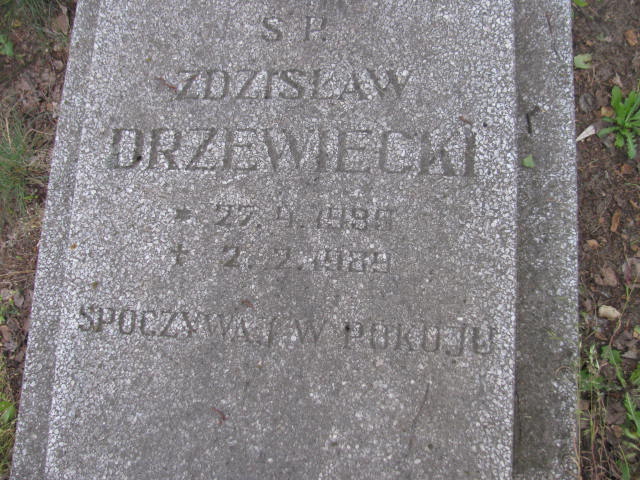 Ś P.
ZDZISŁAW
DRZEWIECKI
† 2. 2. 1989
SPOCZYWAJ W POKOJU